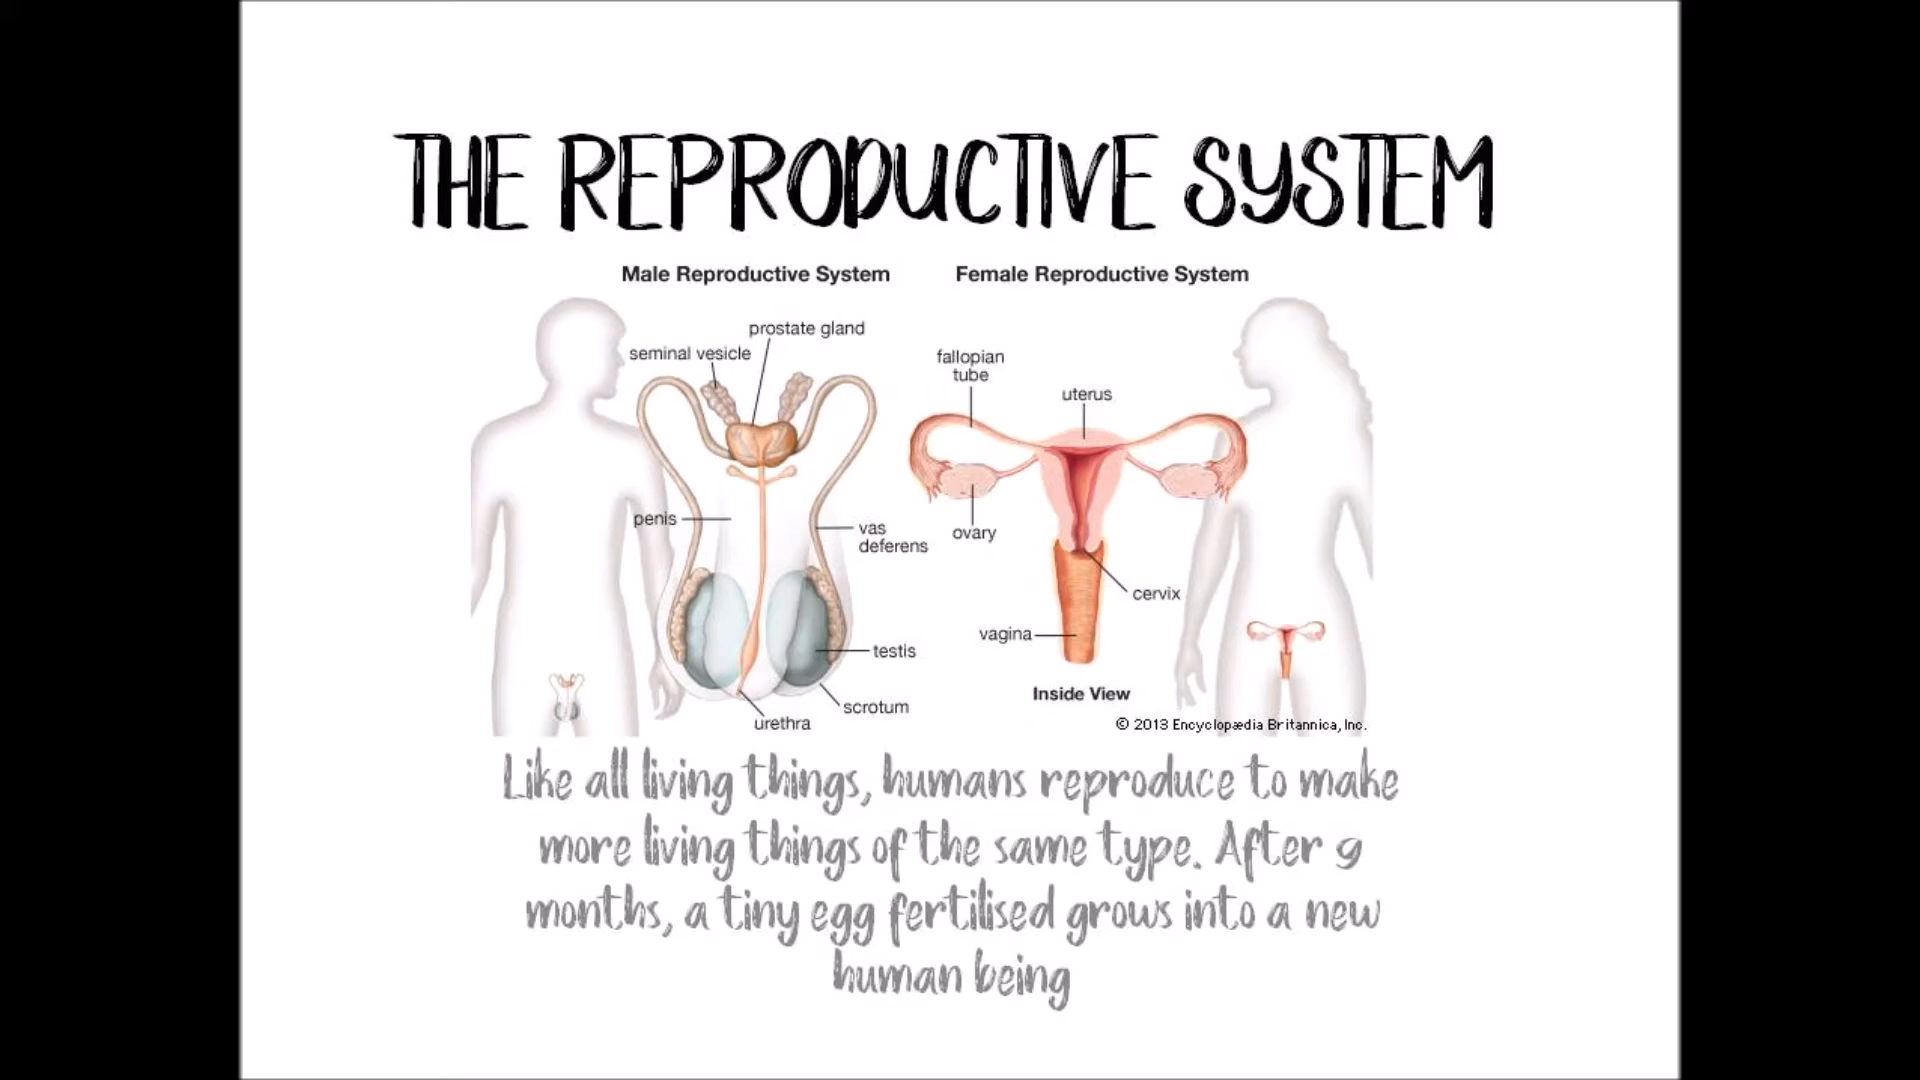 THE REPRODUCTIVE SYSTEM
Male Reproductive System
Female Reproductive System
prostate gland
seminal vesicle
penis
vas
deferens
testis
scrotum
urethra
fallopian
tube
uterus
ovary
cervix
vagina
Inside View
© 2013 Encyclopædia Britannica, Inc.
Like all living things, humans reproduce to make
more living things of the same type. After 9
months, a tiny egg fertilised grows into a new
human being